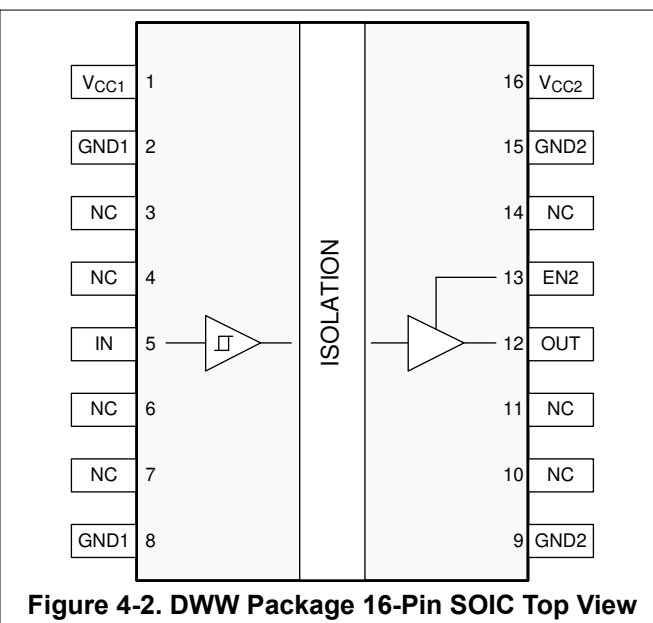 VCC1 1 16 VCC2
GND1 2 15 GND2
NC 3 14 NC
NC 4 13 EN2
IN 5 12 OUT
NC 6 11 NC
NC 7 10 NC
GND1 8 9 GND2
ISOLATION
Figure 4-2. DWW Package 16-Pin SOIC Top View